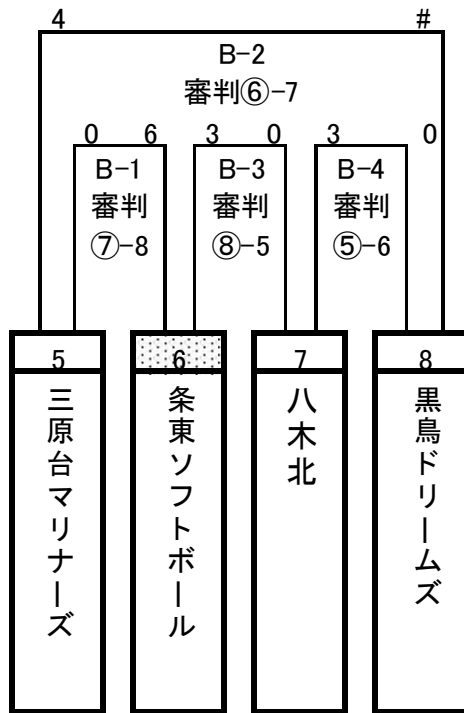 4 #
B-2
審判⑥-7
0 6 3 0 3 0
B-1 B-3 B-4
審判 審判 審判
⑦-8 ⑧-5 ⑤-6
5 6 7 8
三原台マリナーズ
条東ソフトボール
八木北
黒鳥ドリームズ